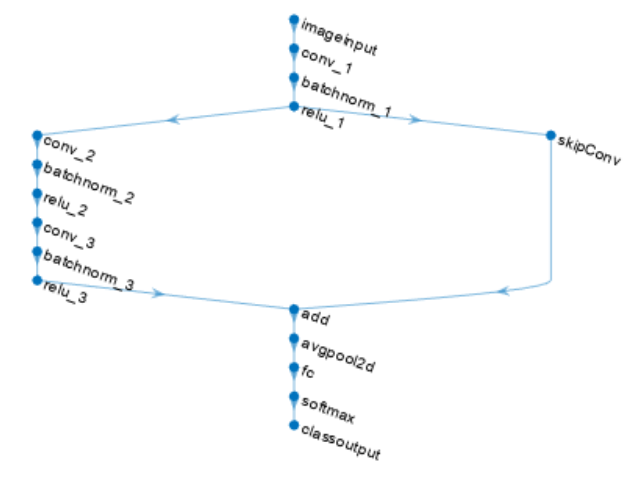 imageinput
conv_1
batchnorm_1
relu_1
conv_2
batchnorm_2
relu_2
conv_3
batchnorm_3
relu_3
skipConv
add
avgpool2d
fc
softmax
classoutput